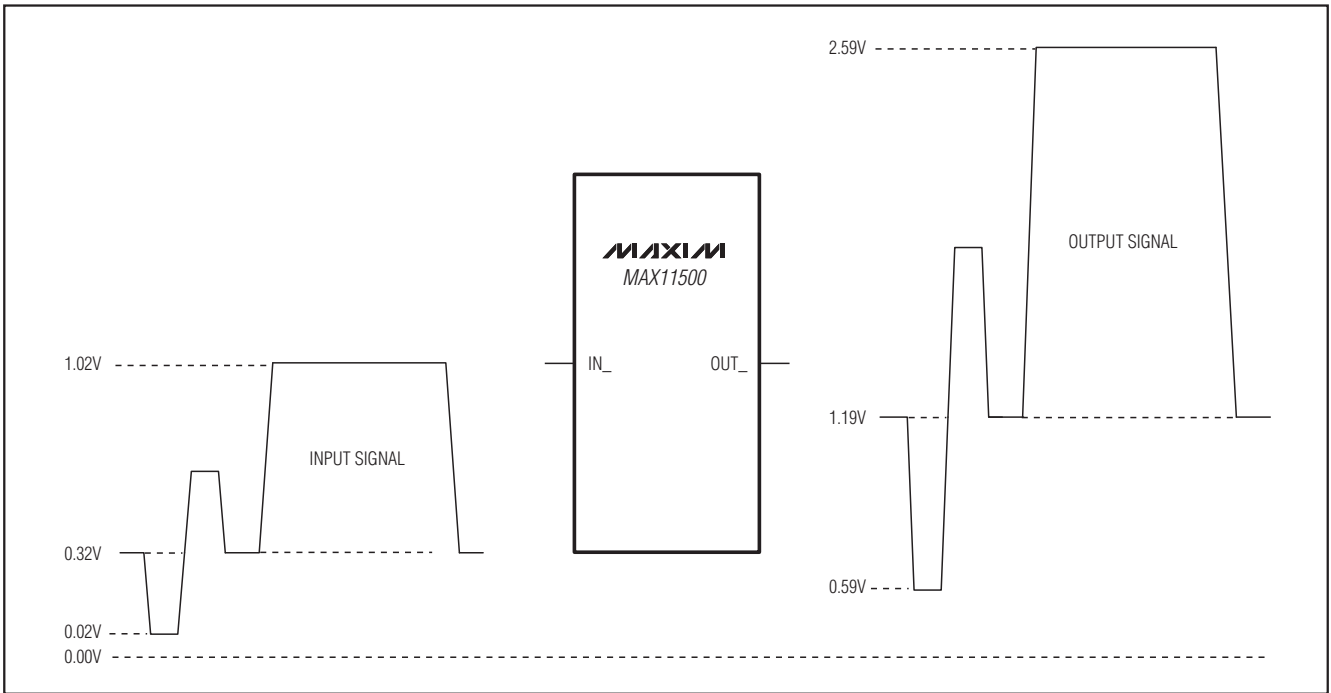 2.59V
MAXIM
MAX11500
OUTPUT SIGNAL
1.02V
IN_
OUT_
1.19V
INPUT SIGNAL
0.32V
0.59V
0.02V
0.00V